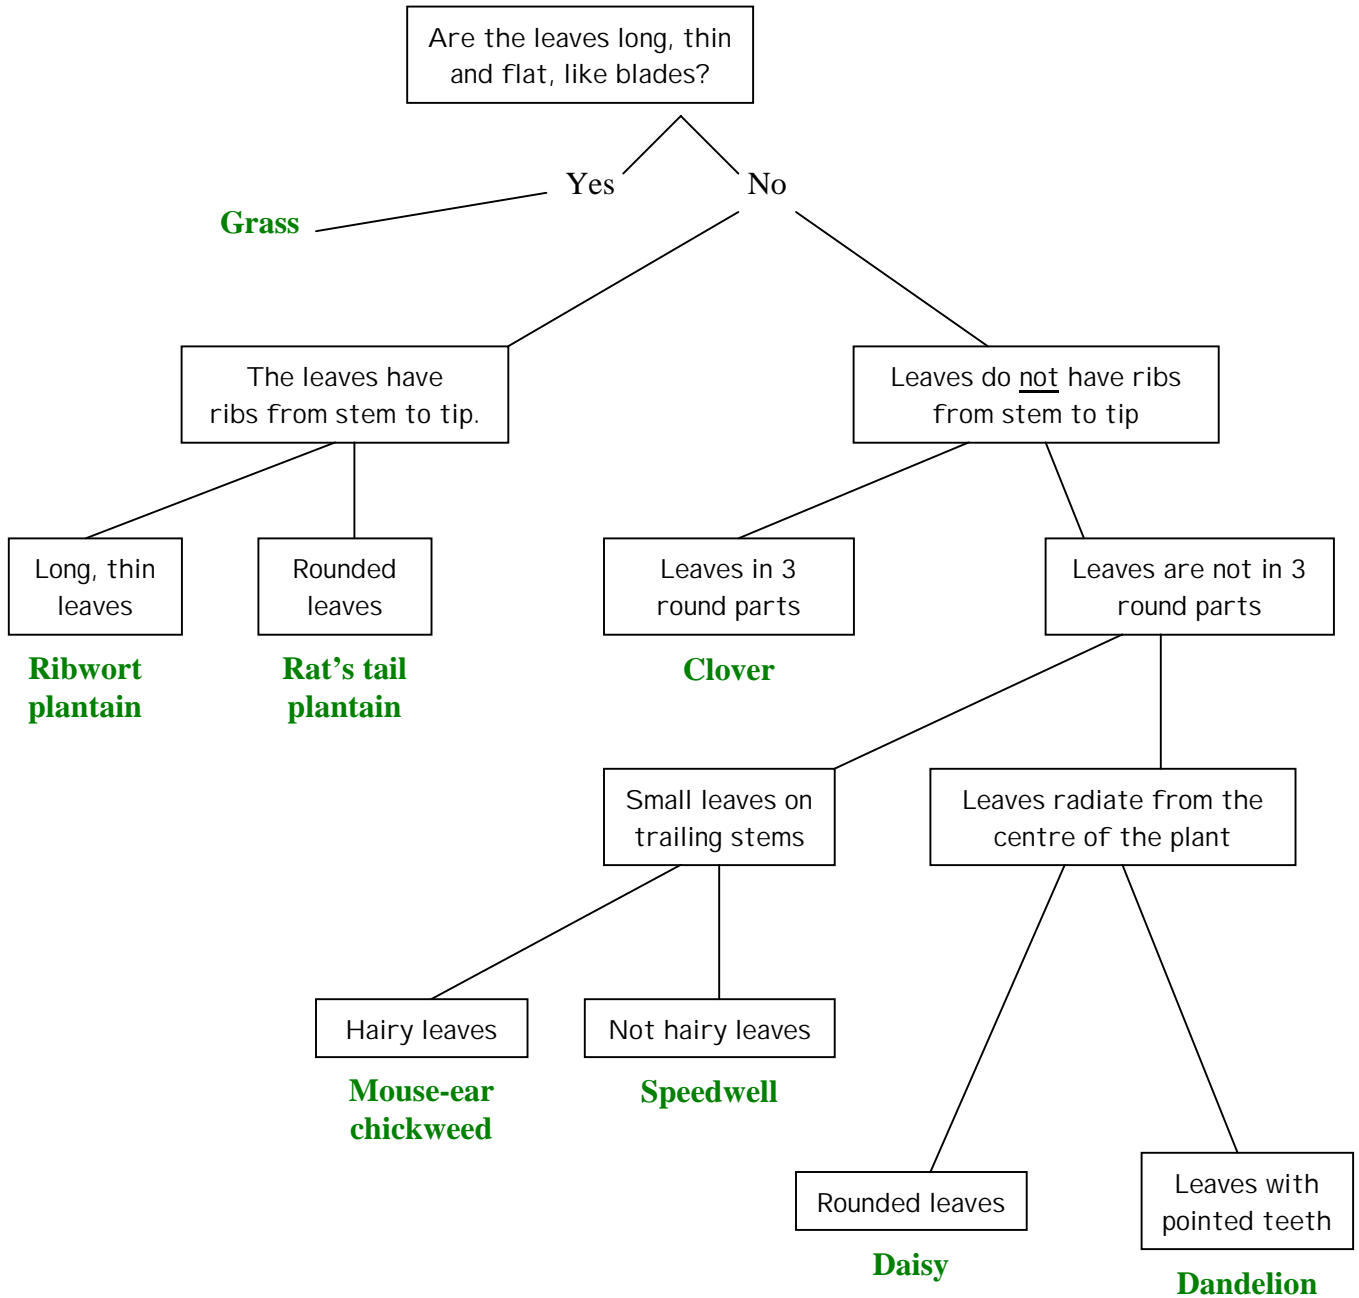 Are the leaves long, thin
and flat, like blades?
Yes
No
Grass
The leaves have
ribs from stem to tip.
Leaves do not have ribs
from stem to tip
Long, thin
leaves
Rounded
leaves
Leaves in 3
round parts
Leaves are not in 3
round parts
Ribwort
plantain
Rat's tail
plantain
Clover
Small leaves on
trailing stems
Leaves radiate from the
centre of the plant
Hairy leaves
Not hairy leaves
Mouse-ear
chickweed
Speedwell
Rounded leaves
Leaves with
pointed teeth
Daisy
Dandelion